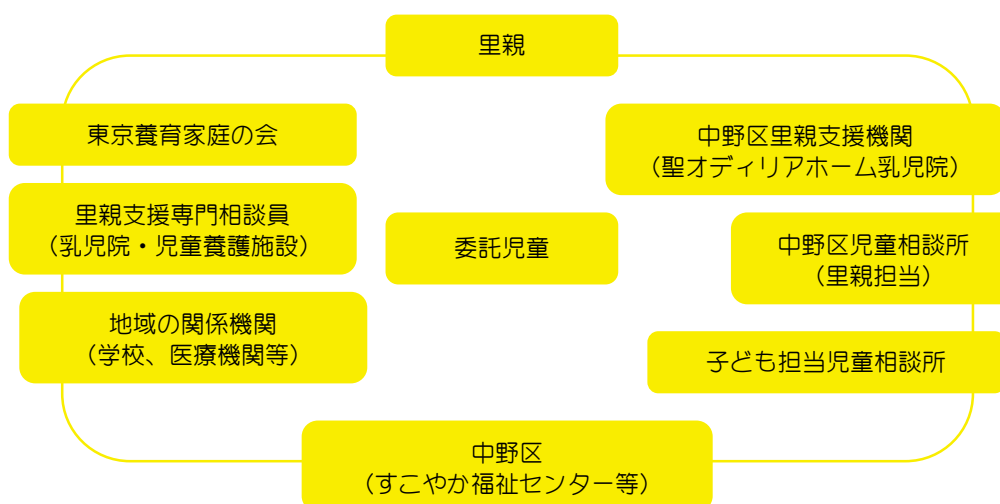 里親
東京養育家庭の会
中野区里親支援機関
（聖オディリアホーム乳児院）
里親支援専門相談員
（乳児院・児童養護施設）
委託児童
中野区児童相談所
（里親担当）
地域の関係機関
（学校、医療機関等）
子ども担当児童相談所
中野区
（すこやか福祉センター等）